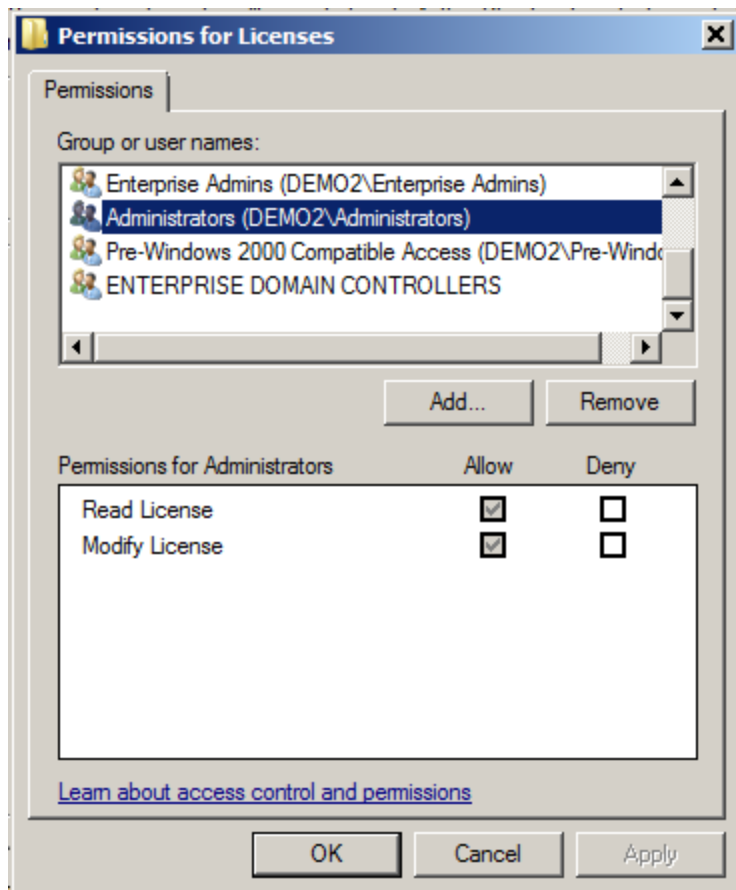 Permissions for Licenses
Permissions
Group or user names:
Enterprise Admins (DEMO2\Enterprise Admins)
Administrators (DEMO2\Administrators)
Pre-Windows 2000 Compatible Access (DEMO2\Pre-Windo
ENTERPRISE DOMAIN CONTROLLERS
Add... Remove
Permissions for Administrators Allow Deny
Read License
Modify License
Learn about access control and permissions
OK Cancel Apply